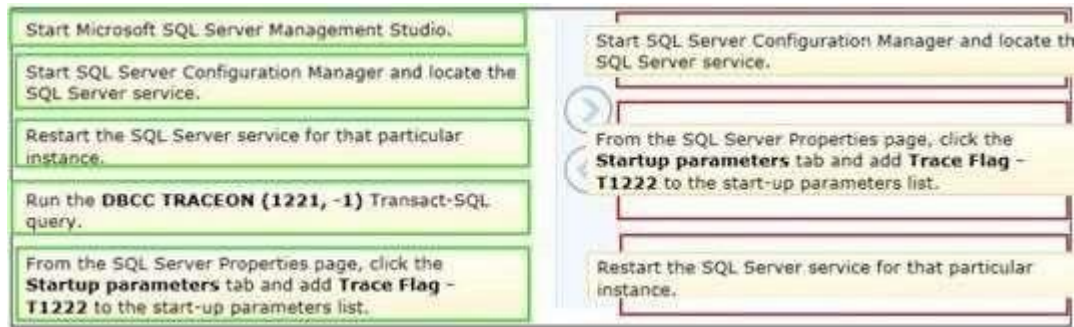 Start Microsoft SQL Server Management Studio.
Start SQL Server Configuration Manager and locate the
SQL Server service.
Restart the SQL Server service for that particular
instance.
Run the DBCC TRACEON (1221, -1) Transact-SQL
query.
From the SQL Server Properties page, click the
Startup parameters tab and add Trace Flag -
T1222 to the start-up parameters list.
Start SQL Server Configuration Manager and locate th
SQL Server service.
From the SQL Server Properties page, click the
Startup parameters tab and add Trace Flag -
T1222 to the start-up parameters list.
Restart the SQL Server service for that particular
instance.